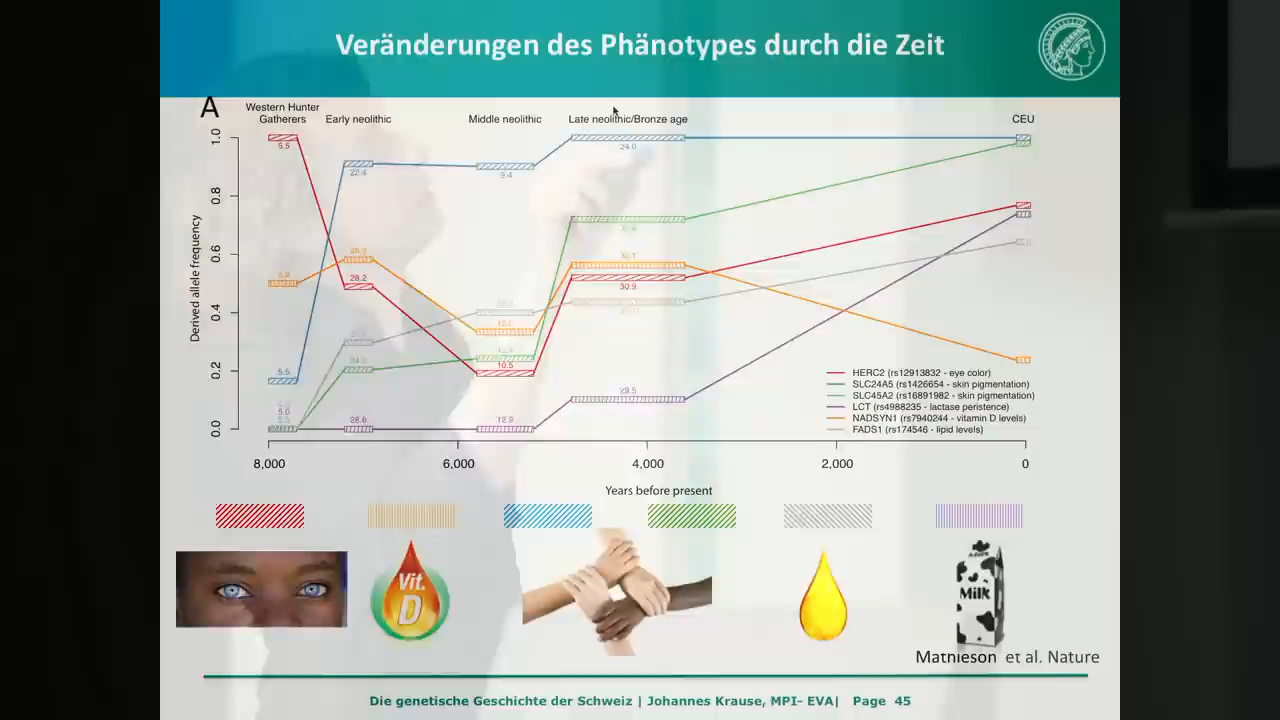 Veränderungen des Phänotypes durch die Zeit
A
Western Hunter
Gatherers
Early neolithic
Middle neolithic
Late neolithic/Bronze age
CEU
Derived allele frequency
1.0
0.8
0.6
0.4
0.2
0.0
5.5
22.4
9.4
24.0
28.2
30.9
10.5
5.5
5.0
28.6
29.5
HERC2 (rs12913832 - eye color)
SLC24A5 (rs1426654 - skin pigmentation)
SLC45A2 (rs16891982 - skin pigmentation)
LCT (rs4988235 - lactase peristence)
NADSYN1 (rs7940244 - vitamin D levels)
FADS1 (rs174546 - lipid levels)
8,000
6,000
4,000
2,000
0
Years before present
Vit.
D
Milk
Mathieson et al. Nature
Die genetische Geschichte der Schweiz | Johannes Krause, MPI- EVA| Page 45